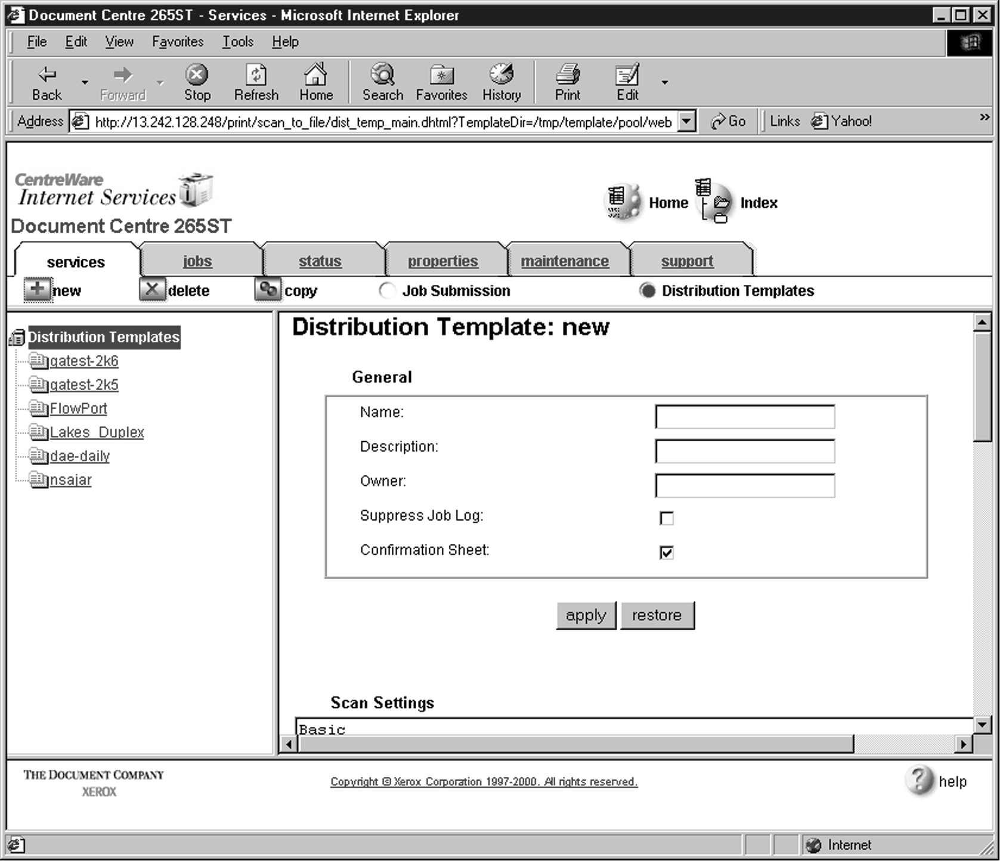 Document Centre 265ST - Services - Microsoft Internet Explorer
File Edit View Favorites Tools Help
Back Forward Stop Refresh Home Search Favorites History Print Edit
Address http://13.242.128.248/print/scan_to_file/dist_temp_main.dhtml?TemplateDir=/tmp/template/pool/web Go Links Yahoo! »
CentreWare
Internet Services
Home Index
Document Centre 265ST
services jobs status properties maintenance support
new delete copy Job Submission Distribution Templates
Distribution Templates
qatest-2k6
qatest-2k5
FlowPort
Lakes_Duplex
dae-daily
nsajar
Distribution Template: new
General
Name:
Description:
Owner:
Suppress Job Log:
Confirmation Sheet:
apply restore
Scan Settings
Basic
THE DOCUMENT COMPANY
XEROX
Copyright © Xerox Corporation 1997-2000. All rights reserved.
? help
Internet